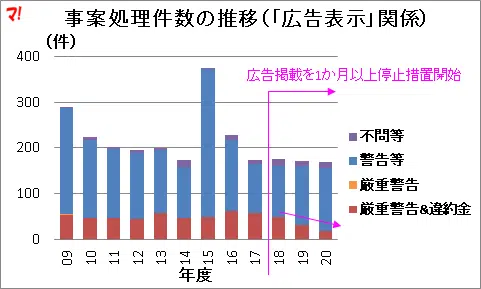 マ!
事案処理件数の推移(「広告表示」関係)
(件)
400
300
200
100
0
広告掲載を1か月以上停止措置開始
不問等
警告等
厳重警告
厳重警告&違約金
09 10 11 12 13 14 15 16 17 18 19 20
年度